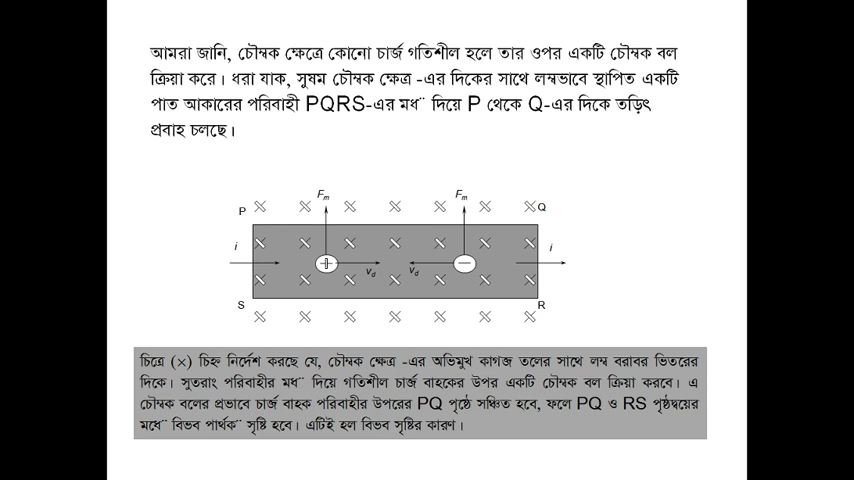 আমরা জানি, চৌম্বক ক্ষেত্রে কোনো চার্জ গতিশীল হলে তার ওপর একটি চৌম্বক বল
ক্রিয়া করে। ধরা যাক, সুষম চৌম্বক ক্ষেত্র -এর দিকের সাথে লম্বভাবে স্থাপিত একটি
পাত আকারের পরিবাহী PQRS-এর মধ¨ দিয়ে P থেকে Q-এর দিকে তড়িৎ
প্রবাহ চলছে।
Fm Fm
P Q
i i
vd vd
S R
চিত্রে (×) চিহ্ন নির্দেশ করছে যে, চৌম্বক ক্ষেত্র -এর অভিমুখ কাগজ তলের সাথে লম্ব বরাবর ভিতরের
দিকে। সুতরাং পরিবাহীর মধ¨ দিয়ে গতিশীল চার্জ বাহকের উপর একটি চৌম্বক বল ক্রিয়া করবে। এ
চৌম্বক বলের প্রভাবে চার্জ বাহক পরিবাহীর উপরের PQ পৃষ্ঠে সঞ্চিত হবে, ফলে PQ ও RS পৃষ্ঠদ্বয়ের
মধে¨ বিভব পার্থক¨ সৃষ্টি হবে। এটিই হল বিভব সৃষ্টির কারণ।